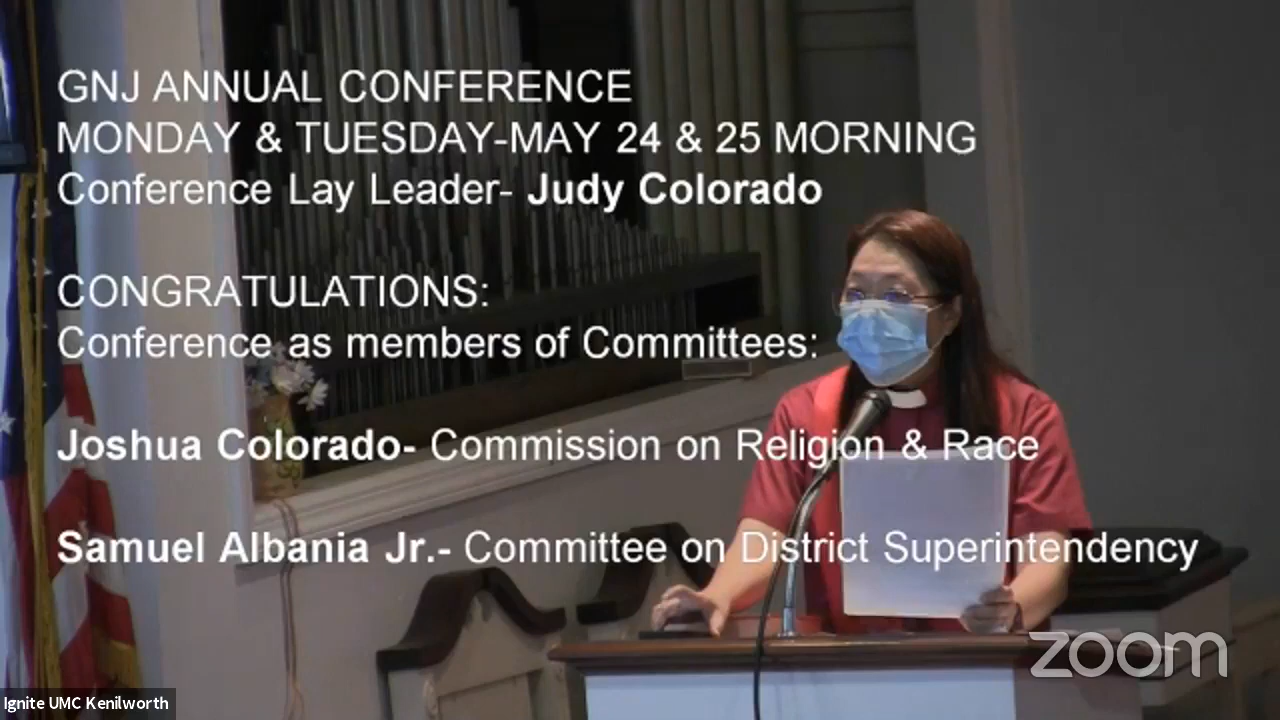 GNJ ANNUAL CONFERENCE
MONDAY & TUESDAY-MAY 24 & 25 MORNING
Conference Lay Leader- Judy Colorado
CONGRATULATIONS:
Conference as members of Committees:
Joshua Colorado- Commission on Religion & Race
Samuel Albania Jr.- Committee on District Superintendency
zoom
Ignite UMC Kenilworth